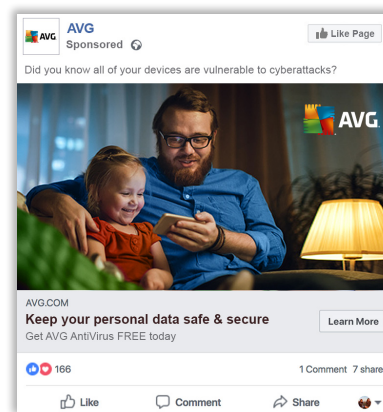 AVG
AVG
Sponsored
Like Page
Did you know all of your devices are vulnerable to cyberattacks?
AVG
AVG.COM
Keep your personal data safe & secure
Get AVG AntiVirus FREE today
Learn More
166
1 Comment 7 share
Like
Comment
Share